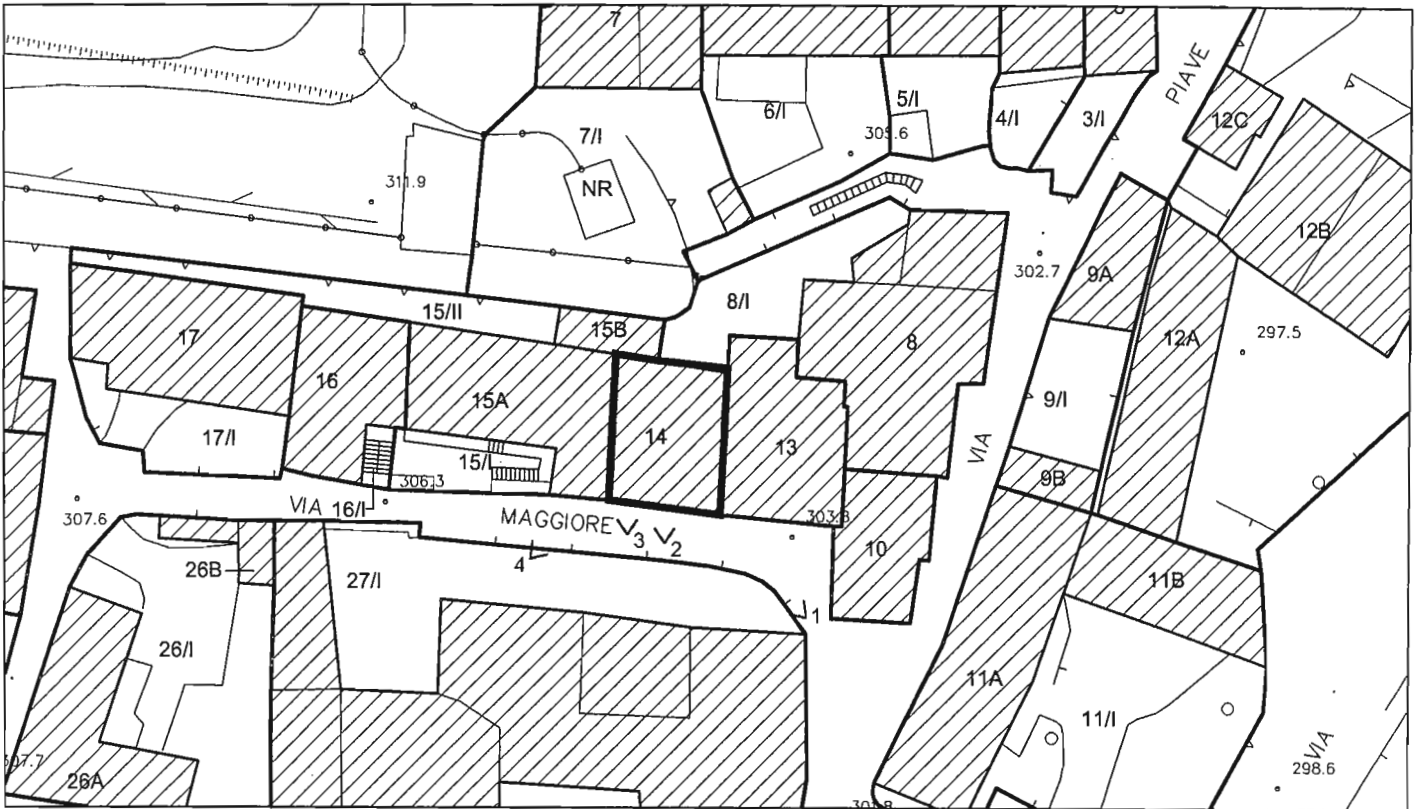 7
PIAVE
6/I
5/I
4/I
3/I
12C
7/I
305.6
NR
311.9
12B
302.7
9A
15/II
8/I
15B
17
8
12A
297.5
16
15A
9/I
14
13
17/I
15/I
VIA
9B
306.3
VIA
16/I
307.6
MAGGIORE
3
2
303.8
10
4
26B
27/I
11B
1
26/I
11A
11/I
VIA
298.6
26A